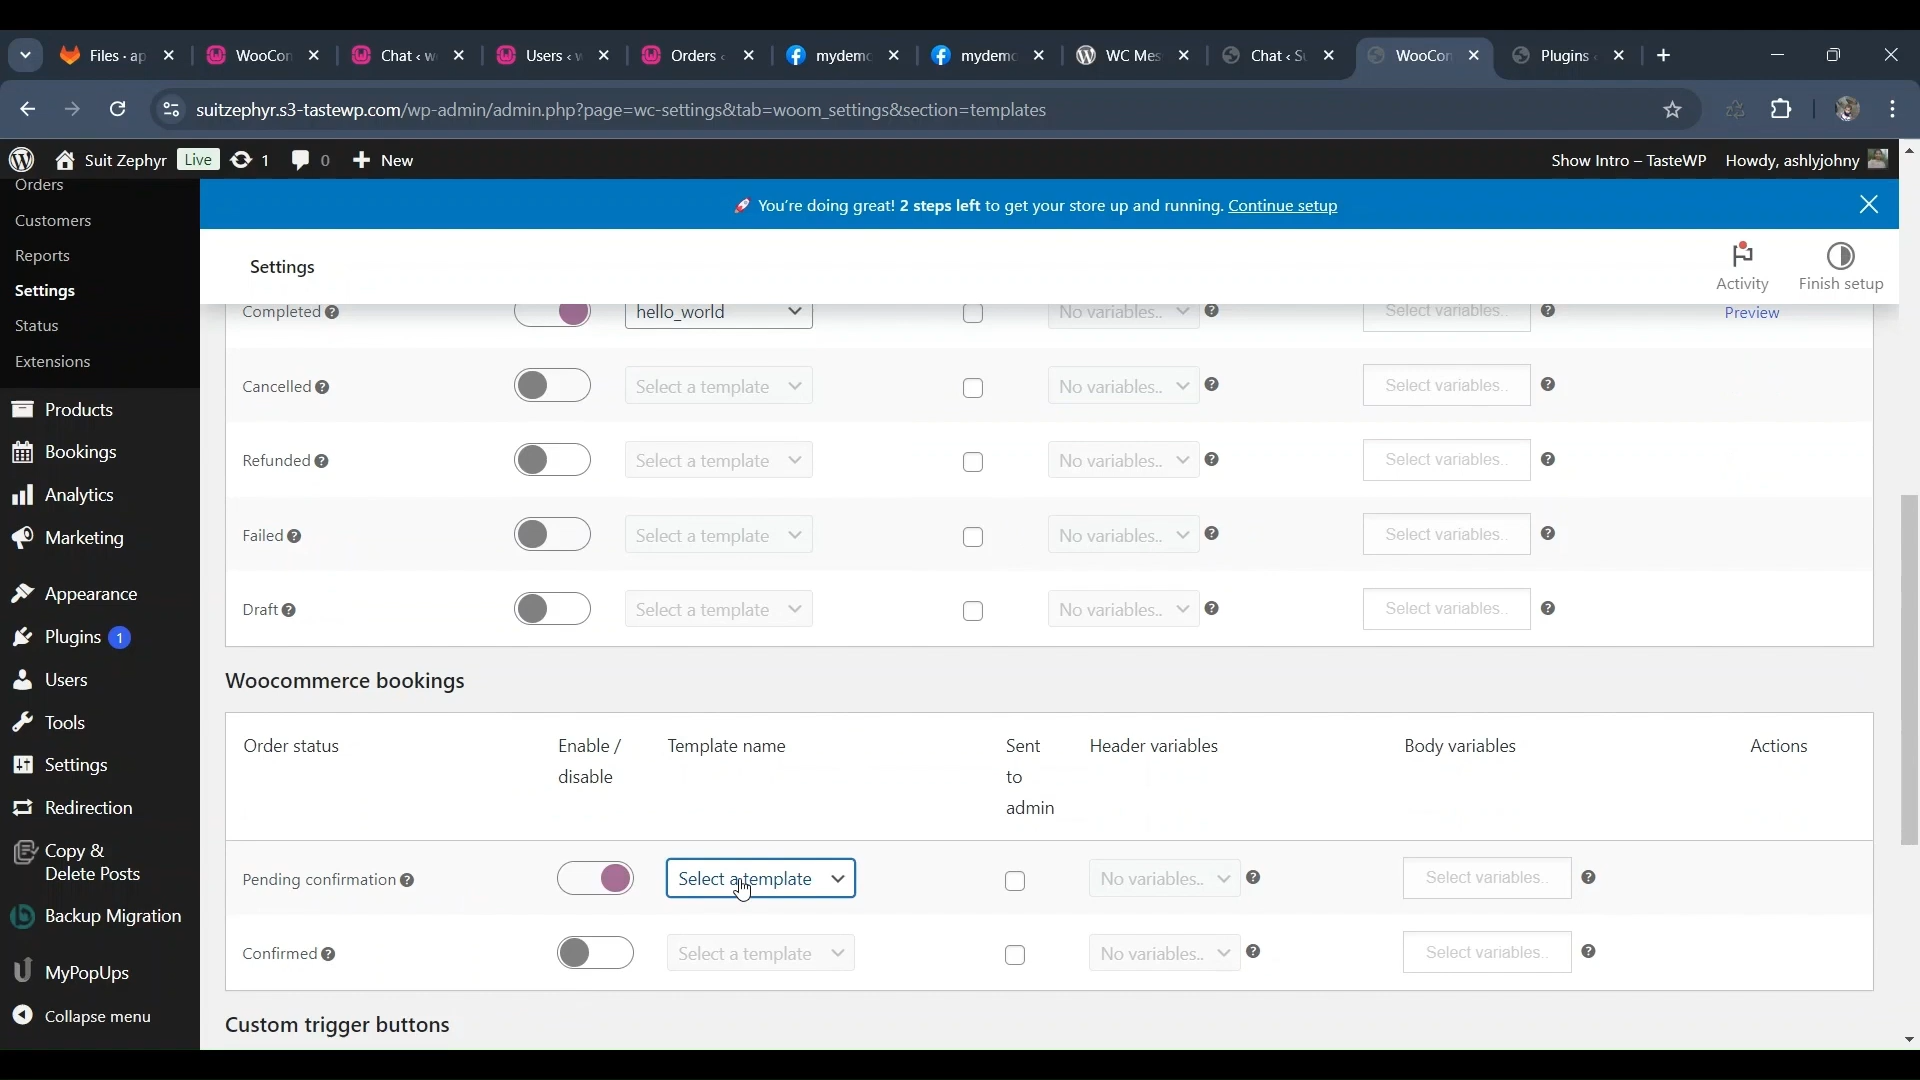 Files · ap
WooCon
Chat ‹ w
Users ‹ w
Orders ‹
mydemo
mydemo
WC Mes
Chat ‹ Su
WooCon
Plugins ‹
suitzephyr.s3-tastewp.com/wp-admin/admin.php?page=wc-settings&tab=woom_settings&section=templates
Suit Zephyr Live 1 0 New
Show Intro – TasteWP Howdy, ashlyjohny
Orders
Customers
Reports
Settings
Status
Extensions
Products
Bookings
Analytics
Marketing
Appearance
Plugins 1
Users
Tools
Settings
Redirection
Copy &
Delete Posts
Backup Migration
MyPopUps
Collapse menu
🚀 You're doing great! 2 steps left to get your store up and running. Continue setup
Settings
Activity
Finish setup
Completed hello_world No variables.. Select variables.. Preview
Cancelled Select a template No variables.. Select variables..
Refunded Select a template No variables.. Select variables..
Failed Select a template No variables.. Select variables..
Draft Select a template No variables.. Select variables..
Woocommerce bookings
Order status
Enable /
disable
Template name
Sent
to
admin
Header variables
Body variables
Actions
Pending confirmation Select a template No variables.. Select variables..
Confirmed Select a template No variables.. Select variables..
Custom trigger buttons